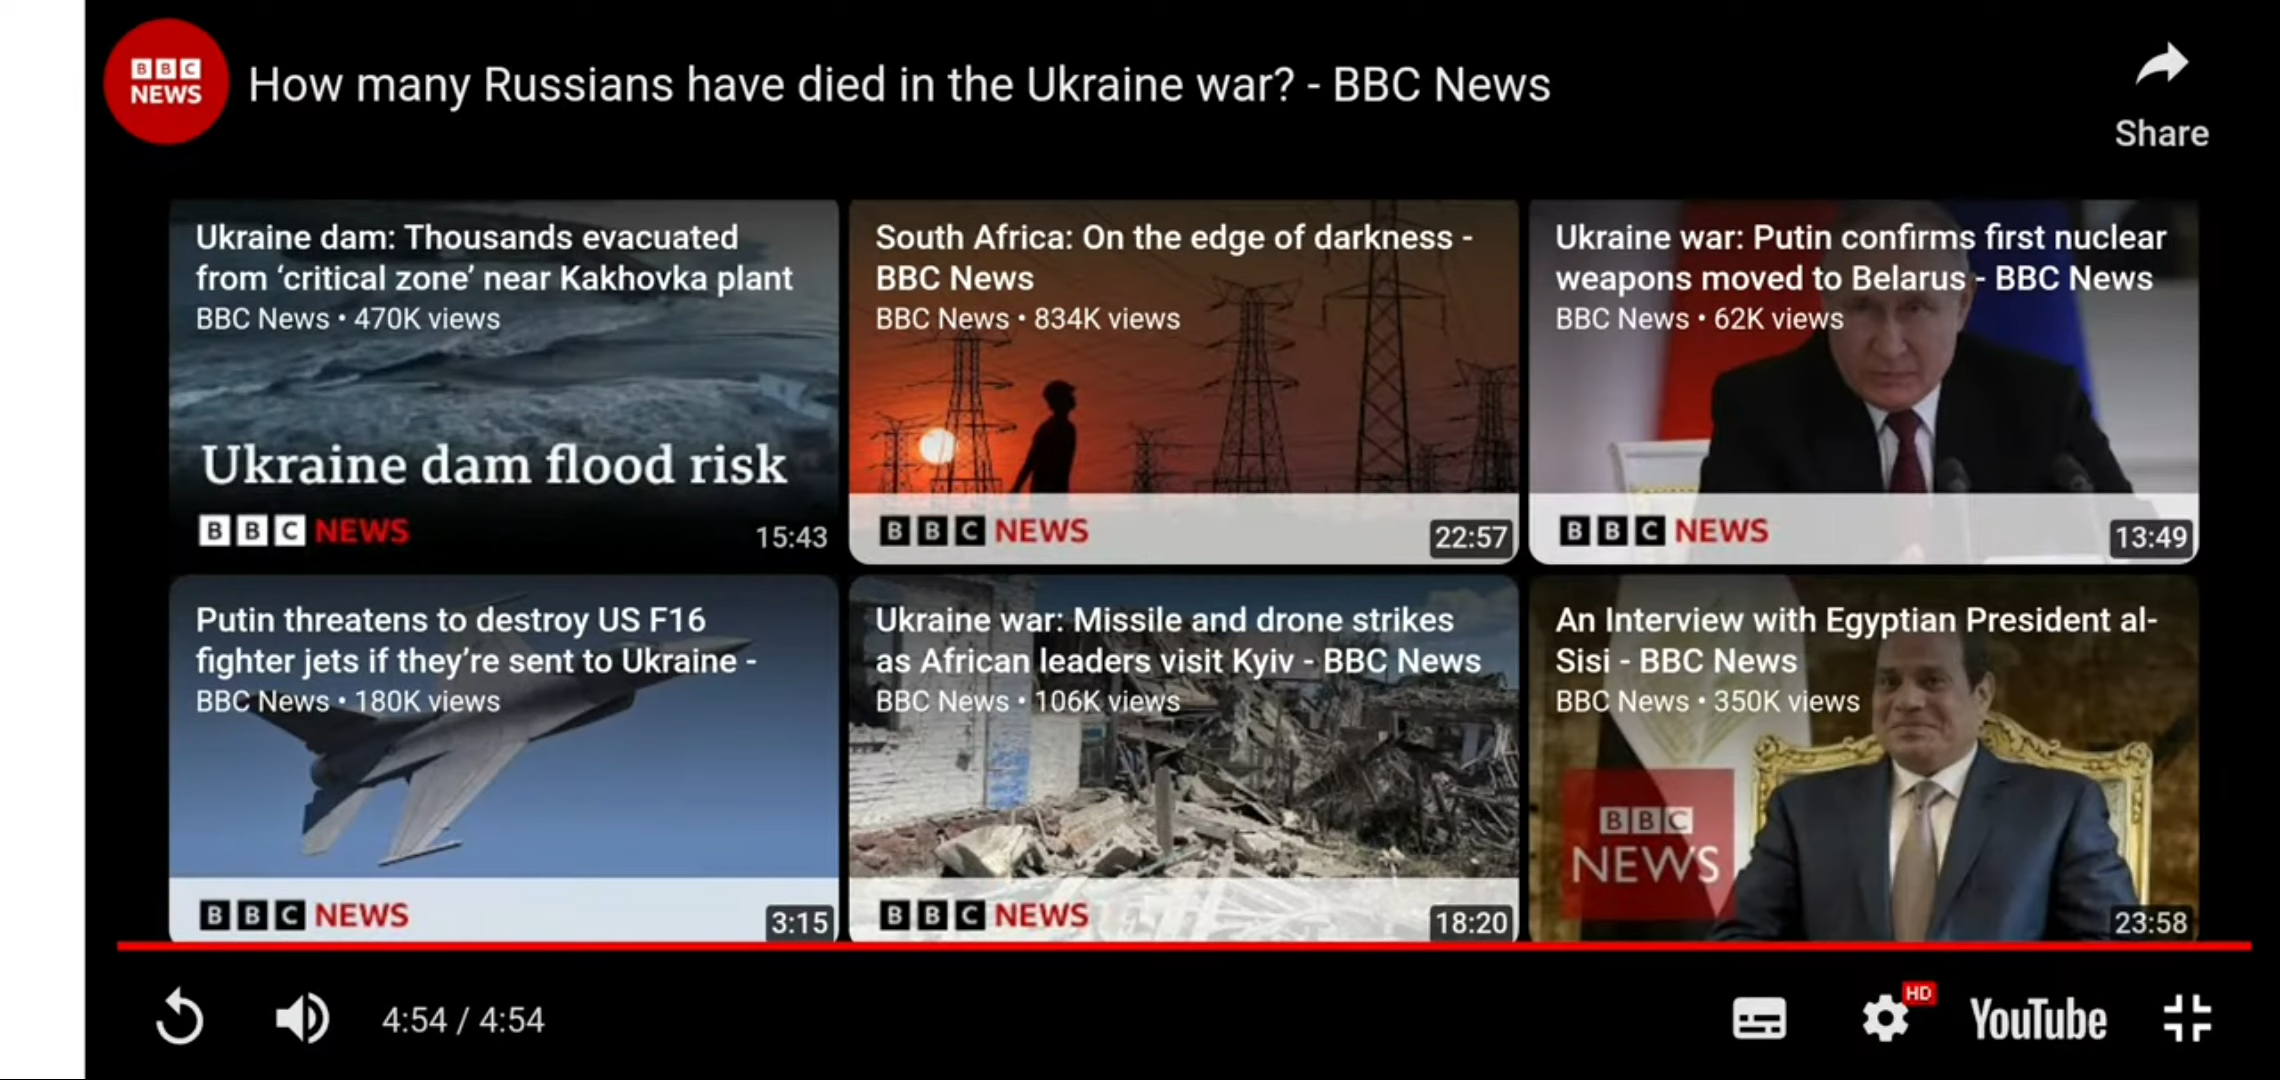 BBC
NEWS
How many Russians have died in the Ukraine war? - BBC News
Share
Ukraine dam: Thousands evacuated
from ‘critical zone’ near Kakhovka plant
BBC News • 470K views
Ukraine dam flood risk
BBC NEWS
15:43
South Africa: On the edge of darkness -
BBC News
BBC News • 834K views
BBC NEWS
22:57
Ukraine war: Putin confirms first nuclear
weapons moved to Belarus - BBC News
BBC News • 62K views
BBC NEWS
13:49
Putin threatens to destroy US F16
fighter jets if they’re sent to Ukraine -
BBC News • 180K views
BBC NEWS
3:15
Ukraine war: Missile and drone strikes
as African leaders visit Kyiv - BBC News
BBC News • 106K views
BBC NEWS
18:20
An Interview with Egyptian President al-
Sisi - BBC News
BBC News • 350K views
BBC
NEWS
23:58
4:54 / 4:54
HD
YouTube